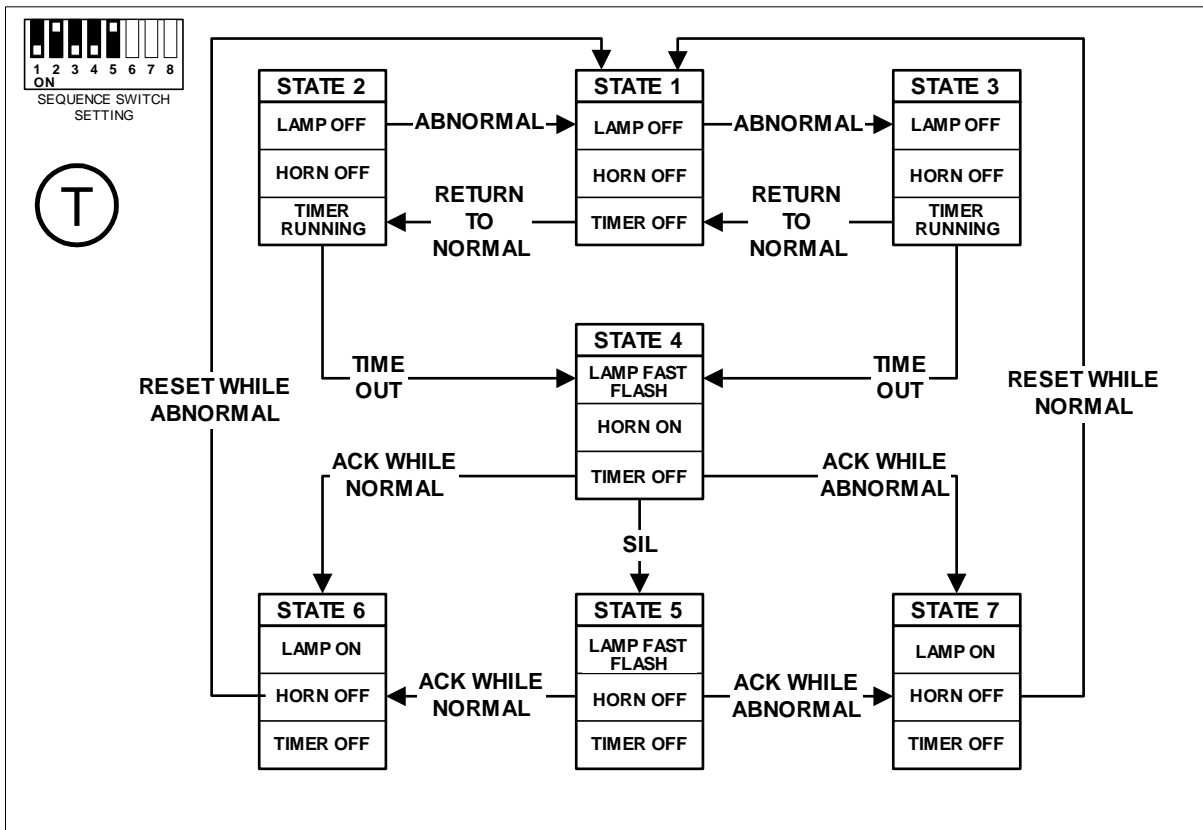 1 2 3 4 5 6 7 8
ON
SEQUENCE SWITCH
SETTING
T
STATE 2
LAMP OFF
HORN OFF
TIMER
RUNNING
ABNORMAL
RETURN
TO
NORMAL
STATE 1
LAMP OFF
HORN OFF
TIMER OFF
ABNORMAL
RETURN
TO
NORMAL
STATE 3
LAMP OFF
HORN OFF
TIMER
RUNNING
RESET WHILE
ABNORMAL
TIME
OUT
STATE 4
LAMP FAST
FLASH
HORN ON
TIMER OFF
TIME
OUT
RESET WHILE
NORMAL
ACK WHILE
NORMAL
ACK WHILE
ABNORMAL
SIL
STATE 6
LAMP ON
HORN OFF
TIMER OFF
ACK WHILE
NORMAL
STATE 5
LAMP FAST
FLASH
HORN OFF
TIMER OFF
ACK WHILE
ABNORMAL
STATE 7
LAMP ON
HORN OFF
TIMER OFF